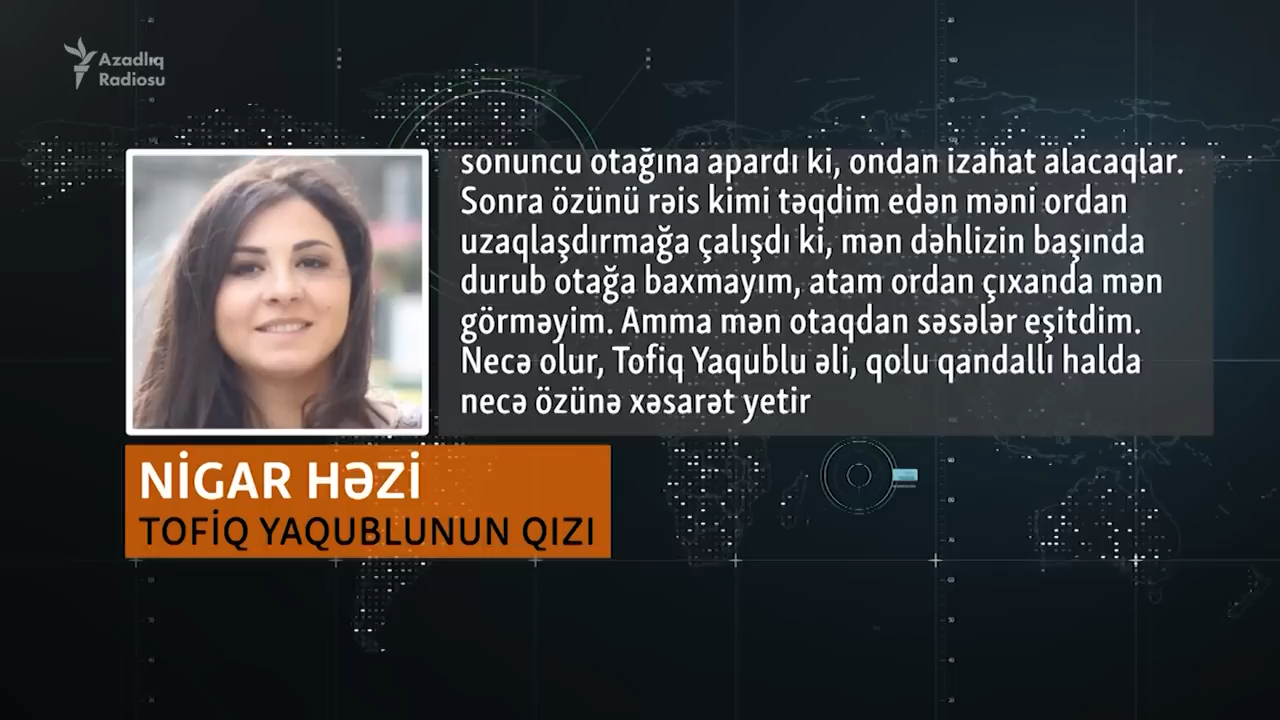 Azadlıq
Radiosu
sonuncu otağına apardı ki, ondan izahat alacaqlar.
Sonra özünü rəis kimi təqdim edən məni ordan
uzaqlaşdırmağa çalışdı ki, mən dəhlizin başında
durub otağa baxmayım, atam ordan çıxanda mən
görməyim. Amma mən otaqdan səsələr eşitdim.
Necə olur, Tofiq Yaqublu əli, qolu qandallı halda
necə özünə xəsarət yetir
NİGAR HƏZİ
TOFİQ YAQUBLUNUN QIZI